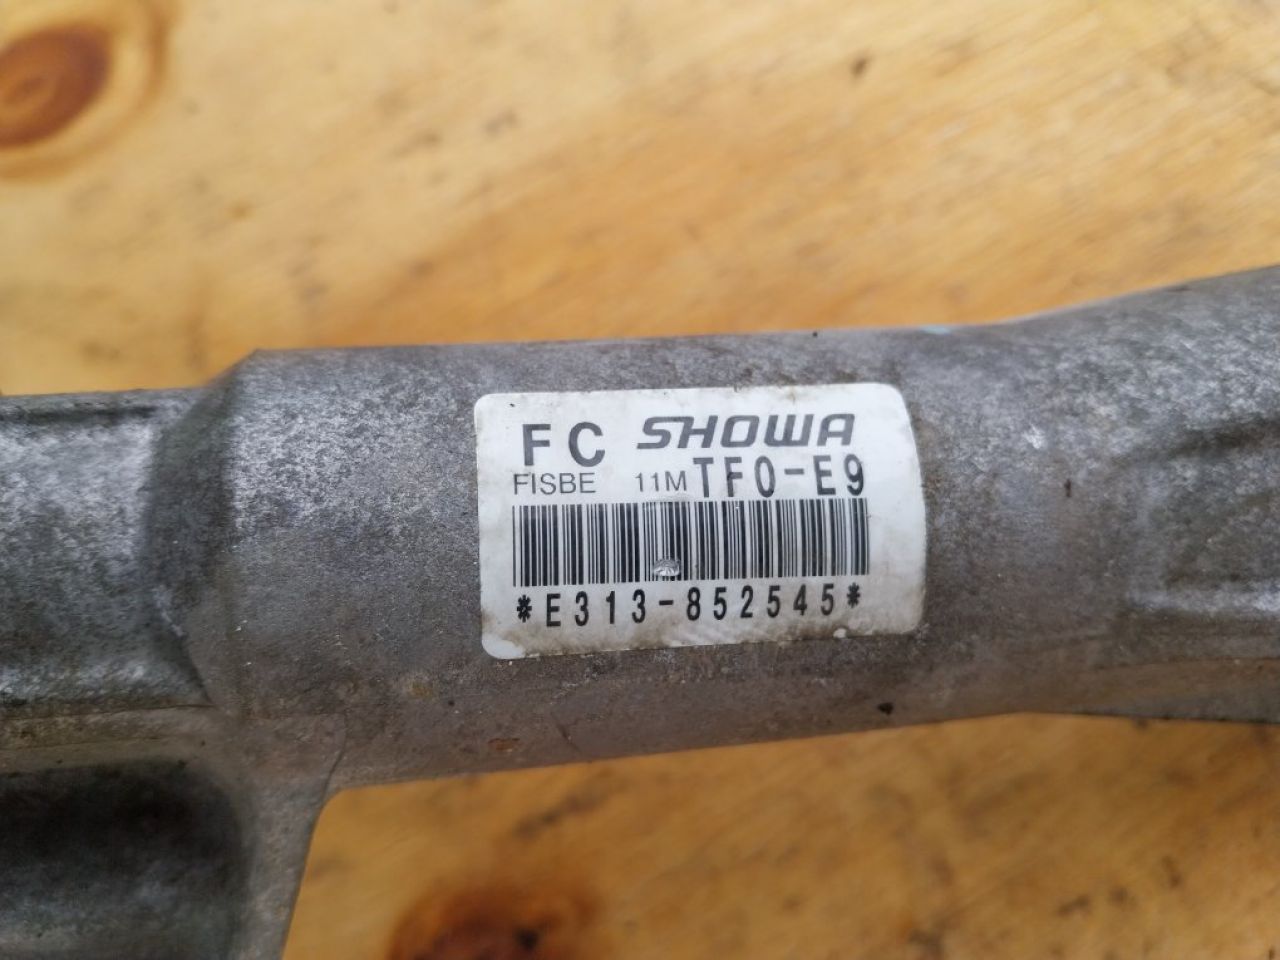 FC SHOWA
FISBE 11M TF0-E9
*E313-852545*